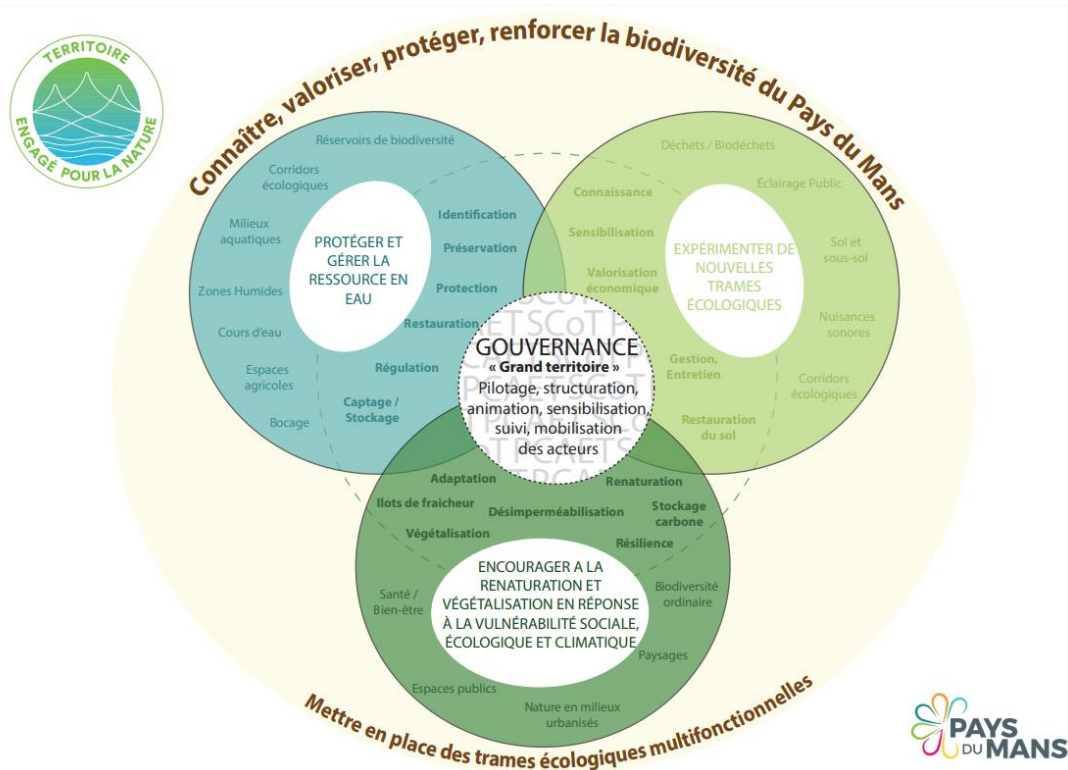 Connaître, valoriser, protéger, renforcer la biodiversité du Pays du Mans
TERRITOIRE
ENGAGÉ POUR LA NATURE
Réservoirs de biodiversité
Corridors
écologiques
Milieux
aquatiques
Zones Humides
Cours d'eau
Espaces
agricoles
Bocage
PROTÉGER ET
GÉRER LA
RESSOURCE EN
EAU
Identification
Préservation
Protection
Restauration
Régulation
Captage /
Stockage
Déchets / Biodéchets
Éclairage Public
Sol et
sous-sol
Nuisances
sonores
Corridors
écologiques
EXPÉRIMENTER DE
NOUVELLES
TRAMES
ÉCOLOGIQUES
Connaissance
Sensibilisation
Valorisation
économique
Gestion,
Entretien
Restauration
du sol
GOUVERNANCE
« Grand territoire »
Pilotage, structuration,
animation, sensibilisation,
suivi, mobilisation
des acteurs
Adaptation
Renaturation
Ilots de fraicheur
Désimperméabilisation
Stockage
carbone
Végétalisation
Résilience
ENCOURAGER A LA
RENATURATION ET
VÉGÉTALISATION EN RÉPONSE
À LA VULNÉRABILITÉ SOCIALE,
ÉCOLOGIQUE ET CLIMATIQUE
Santé /
Bien-être
Biodiversité
ordinaire
Paysages
Espaces publics
Nature en milieux
urbanisés
Mettre en place des trames écologiques multifonctionnelles
PAYS
DU MANS